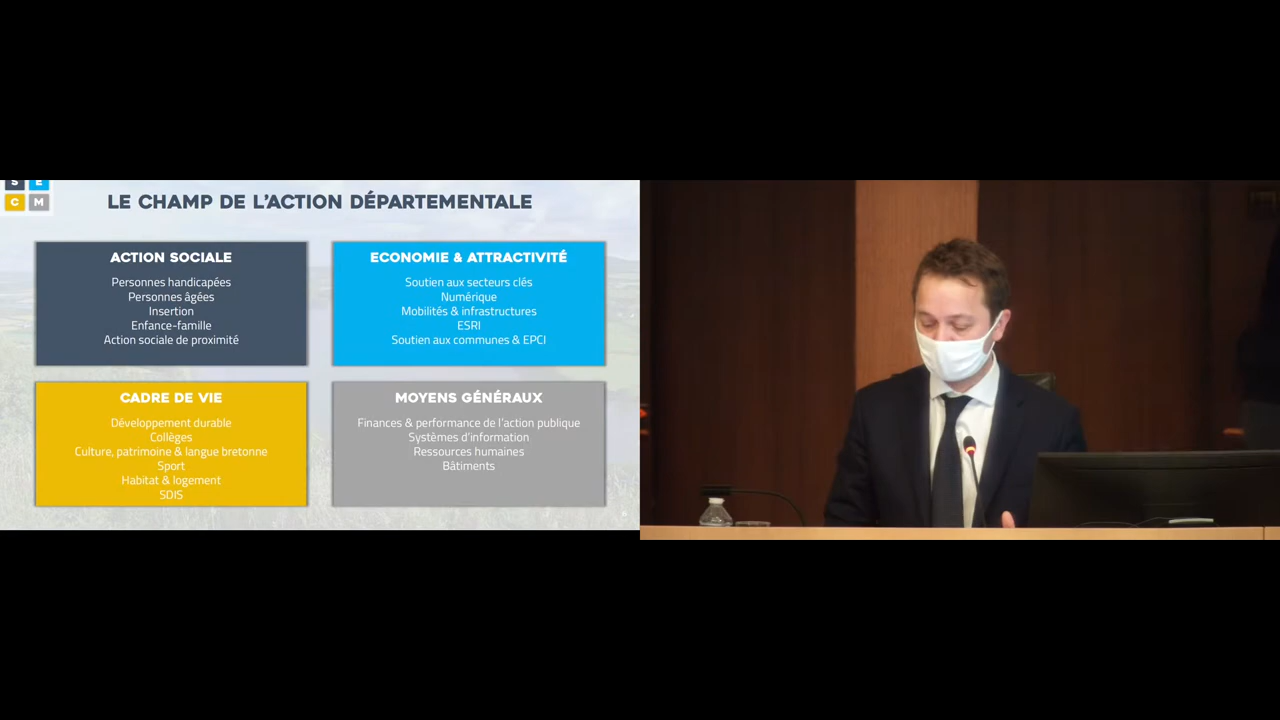 S E
C M
LE CHAMP DE L'ACTION DÉPARTEMENTALE
ACTION SOCIALE
Personnes handicapées
Personnes âgées
Insertion
Enfance-famille
Action sociale de proximité
ECONOMIE & ATTRACTIVITÉ
Soutien aux secteurs clés
Numérique
Mobilités & infrastructures
ESRI
Soutien aux communes & EPCI
CADRE DE VIE
Développement durable
Collèges
Culture, patrimoine & langue bretonne
Sport
Habitat & logement
SDIS
MOYENS GÉNÉRAUX
Finances & performance de l'action publique
Systèmes d'information
Ressources humaines
Bâtiments